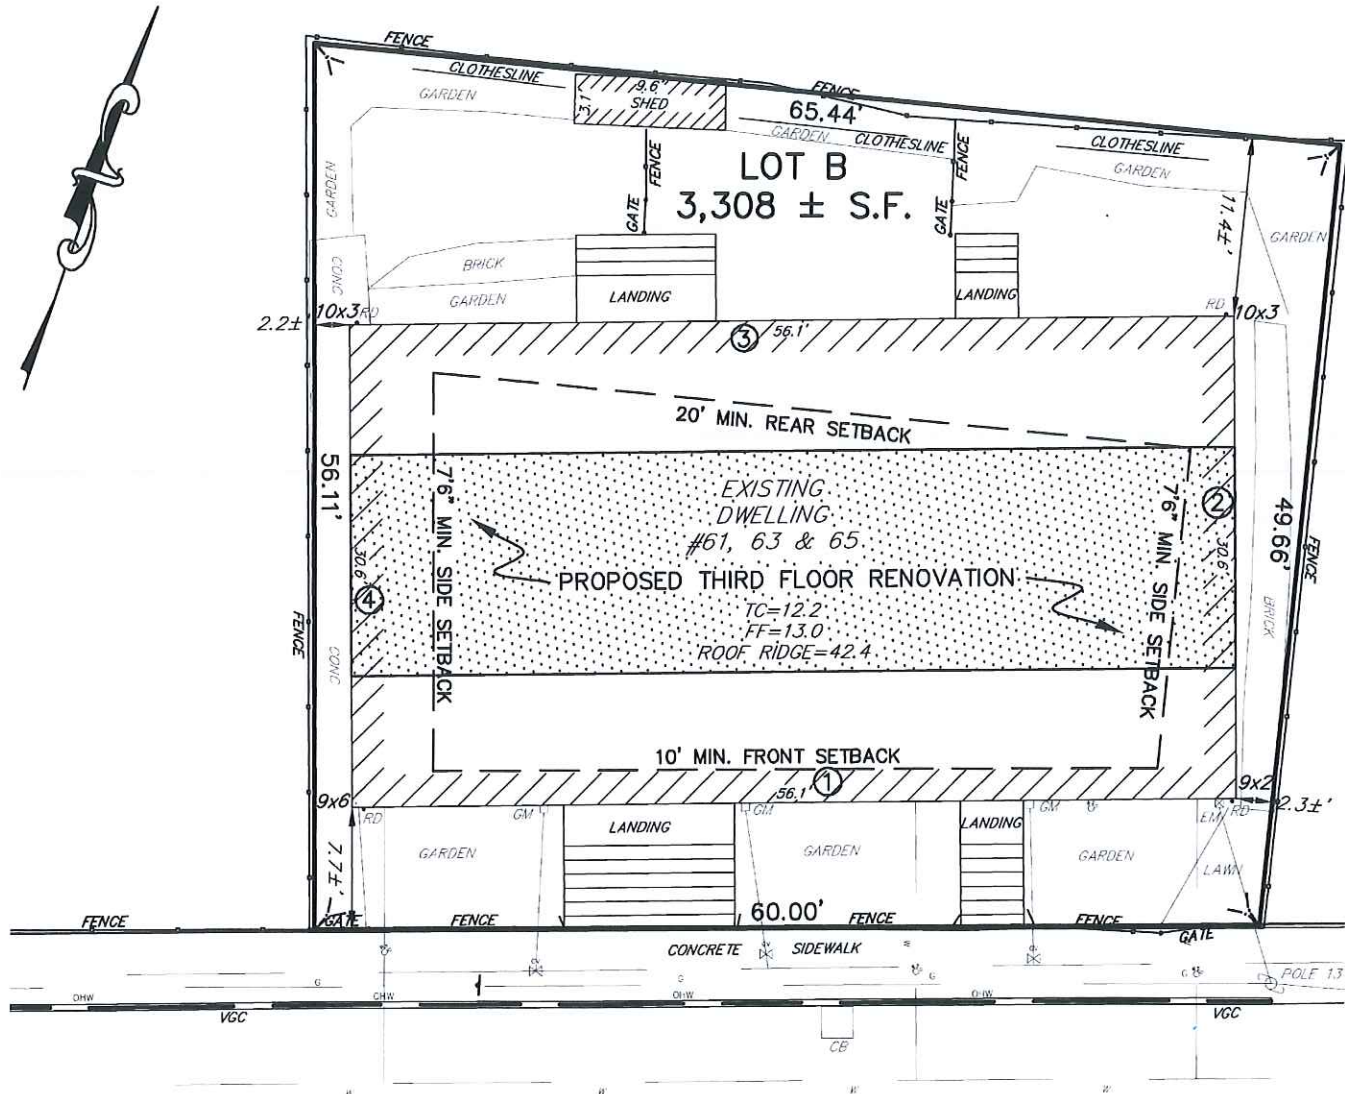 FENCE
CLOTHESLINE
GARDEN
9.6'
3.1'
SHED
FENCE
65.44'
GARDEN
CLOTHESLINE
FENCE
CLOTHESLINE
GARDEN
LOT B
3,308 ± S.F.
GARDEN
FENCE
GATE
GATE
11.4±'
GARDEN
CONC
BRICK
GARDEN
LANDING
LANDING
2.2±
10x3
RD
RD
10x3
56.1'
3
20' MIN. REAR SETBACK
56.11'
7'6" MIN. SIDE SETBACK
EXISTING
DWELLING
#61, 63 & 65
PROPOSED THIRD FLOOR RENOVATION
TC=12.2
FF=13.0
ROOF RIDGE=42.4
7'6" MIN. SIDE SETBACK
2
30.6'
49.66'
FENCE
BRICK
30.6'
4
FENCE
CONC
10' MIN. FRONT SETBACK
1
56.1'
9x6
RD
GM
GM
GM
EM
RD
9x2
2.3±'
7.7±'
GARDEN
LANDING
GARDEN
LANDING
GARDEN
LAWN
FENCE
GATE
FENCE
60.00'
FENCE
FENCE
GATE
CONCRETE SIDEWALK
POLE 13
G
G
G
G
OHW
OHW
OHW
OHW
VGC
VGC
CB
W
W
W
W